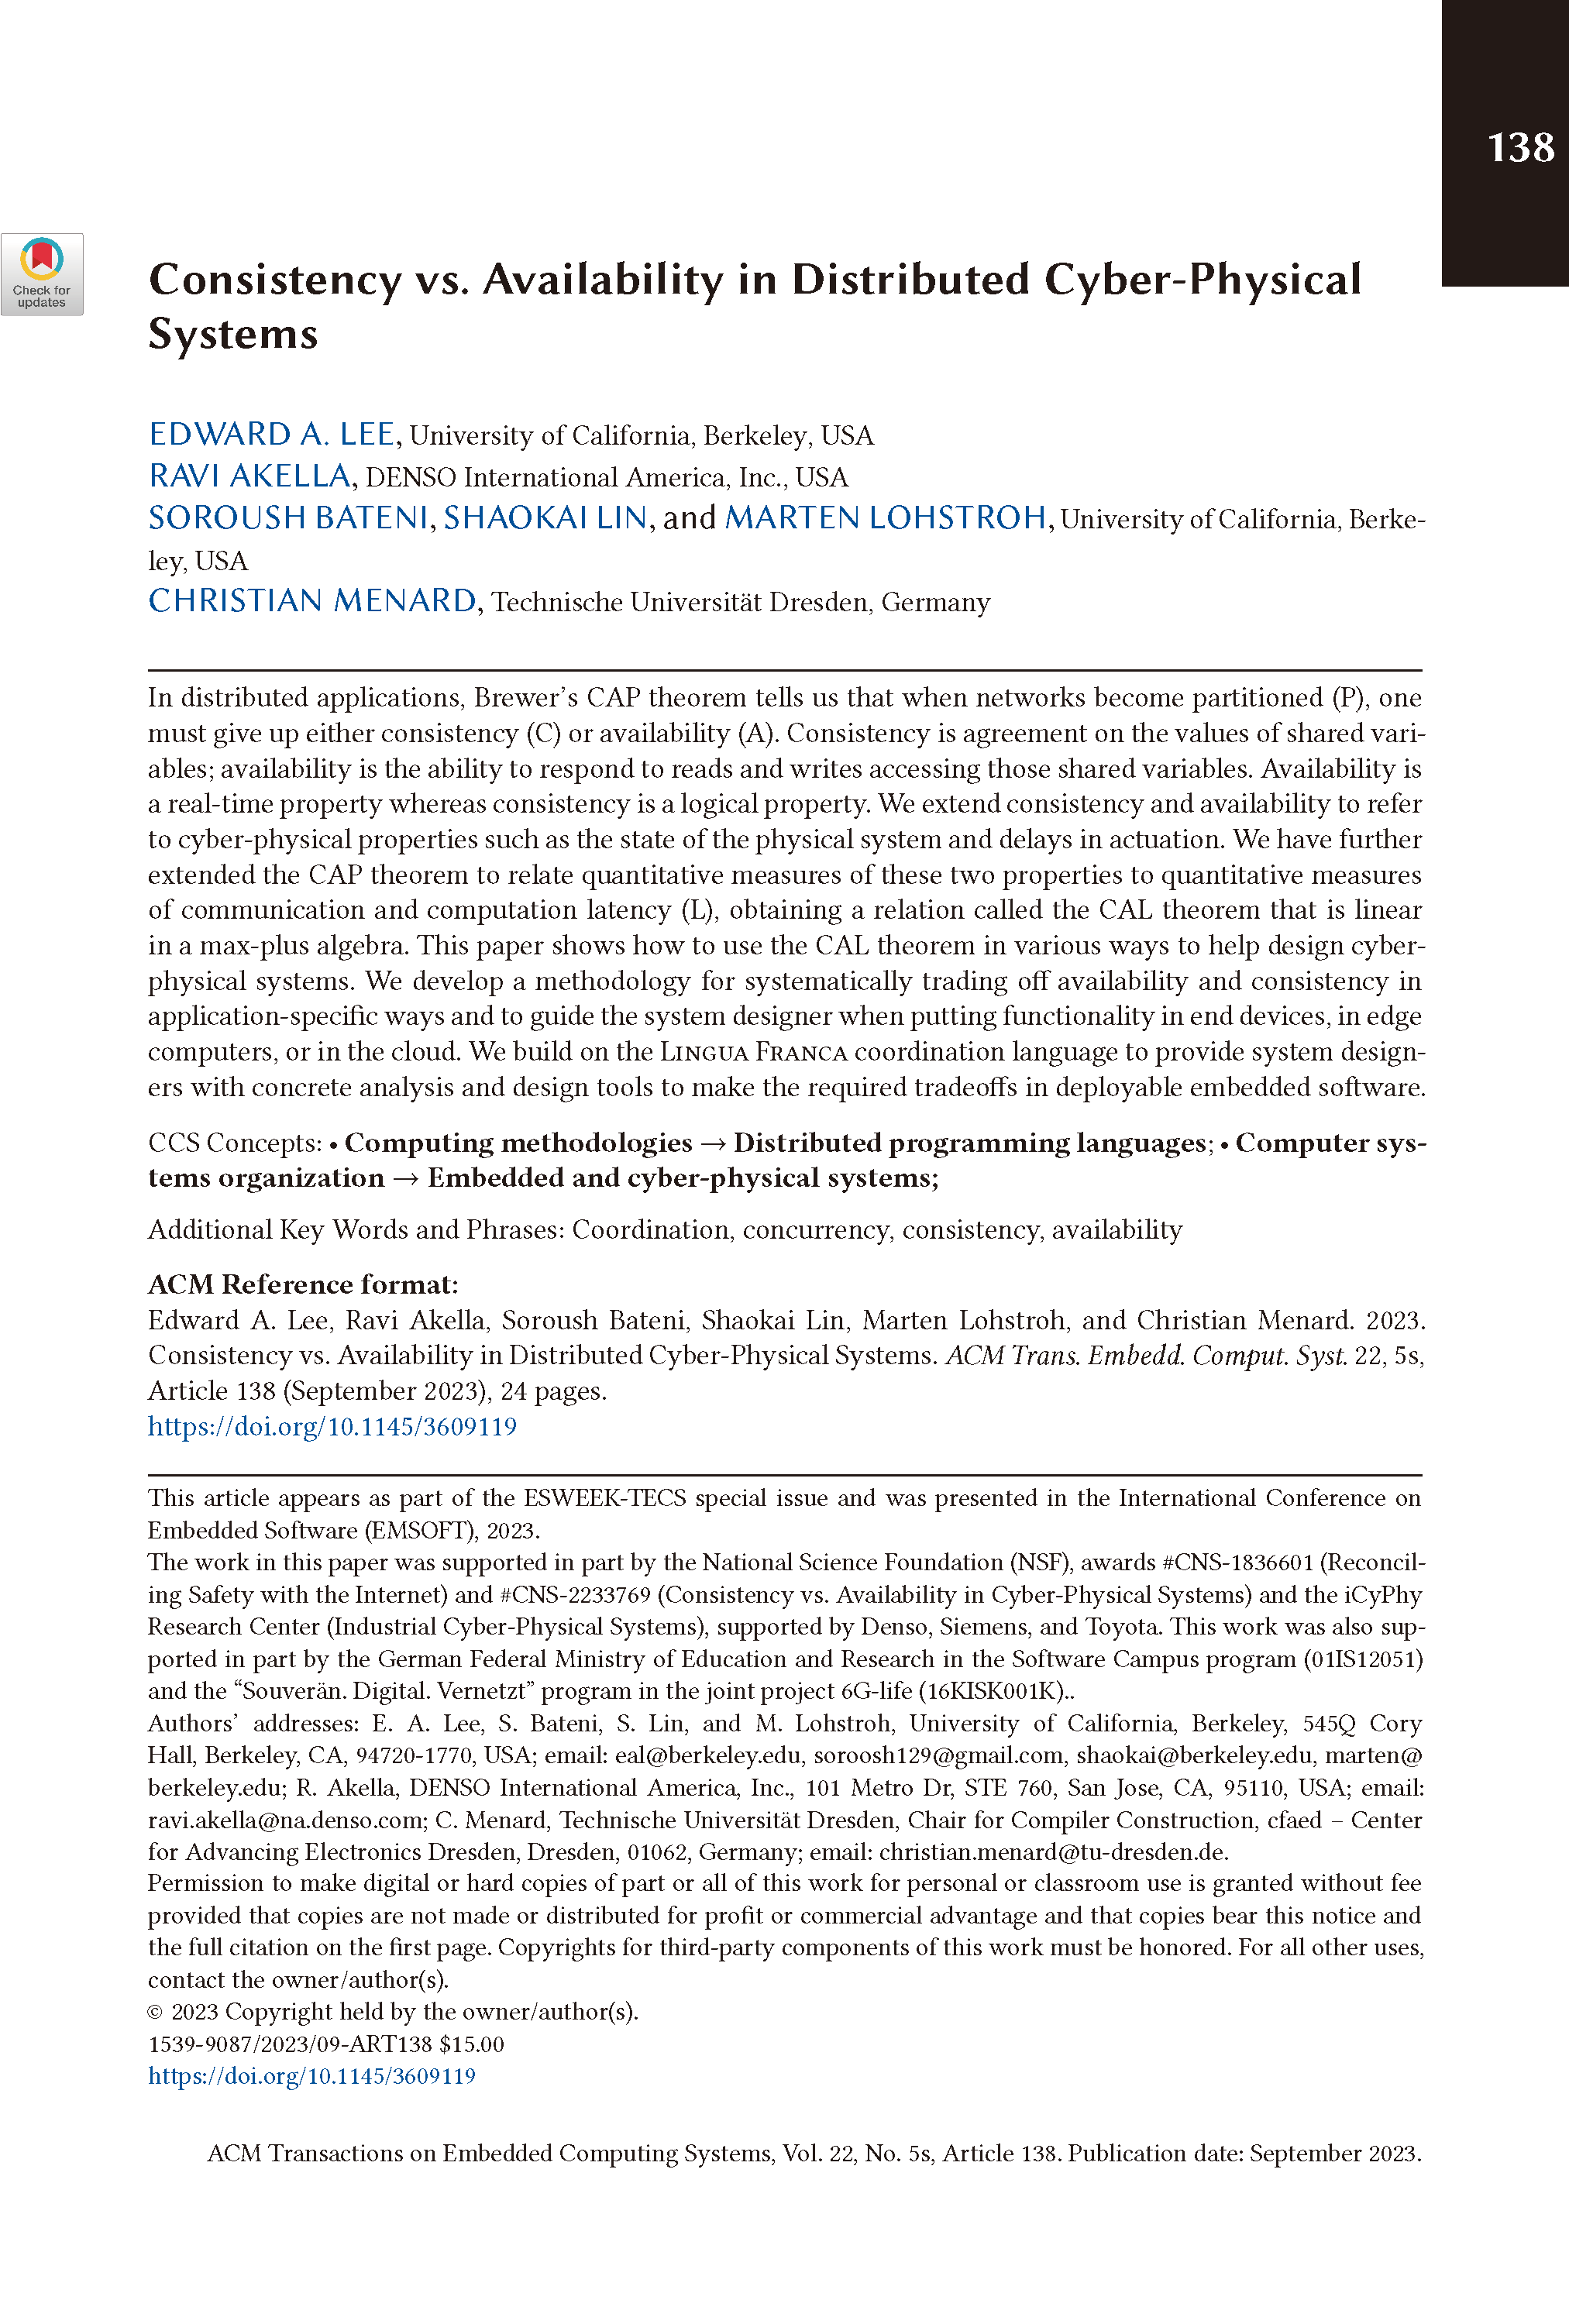 138
Check for
updates
Consistency vs. Availability in Distributed Cyber-Physical
Systems
EDWARD A. LEE, University of California, Berkeley, USA
RAVI AKELLA, DENSO International America, Inc., USA
SOROUSH BATENI, SHAOKAI LIN, and MARTEN LOHSTROH, University of California, Berke-
ley, USA
CHRISTIAN MENARD, Technische Universität Dresden, Germany
In distributed applications, Brewer's CAP theorem tells us that when networks become partitioned (P), one
must give up either consistency (C) or availability (A). Consistency is agreement on the values of shared vari-
ables; availability is the ability to respond to reads and writes accessing those shared variables. Availability is
a real-time property whereas consistency is a logical property. We extend consistency and availability to refer
to cyber-physical properties such as the state of the physical system and delays in actuation. We have further
extended the CAP theorem to relate quantitative measures of these two properties to quantitative measures
of communication and computation latency (L), obtaining a relation called the CAL theorem that is linear
in a max-plus algebra. This paper shows how to use the CAL theorem in various ways to help design cyber-
physical systems. We develop a methodology for systematically trading off availability and consistency in
application-specific ways and to guide the system designer when putting functionality in end devices, in edge
computers, or in the cloud. We build on the LINGUA FRANCA coordination language to provide system design-
ers with concrete analysis and design tools to make the required tradeoffs in deployable embedded software.
CCS Concepts: • Computing methodologies → Distributed programming languages; • Computer sys-
tems organization → Embedded and cyber-physical systems;
Additional Key Words and Phrases: Coordination, concurrency, consistency, availability
ACM Reference format:
Edward A. Lee, Ravi Akella, Soroush Bateni, Shaokai Lin, Marten Lohstroh, and Christian Menard. 2023.
Consistency vs. Availability in Distributed Cyber-Physical Systems. ACM Trans. Embedd. Comput. Syst. 22, 5s,
Article 138 (September 2023), 24 pages.
https://doi.org/10.1145/3609119
This article appears as part of the ESWEEK-TECS special issue and was presented in the International Conference on
Embedded Software (EMSOFT), 2023.
The work in this paper was supported in part by the National Science Foundation (NSF), awards #CNS-1836601 (Reconcil-
ing Safety with the Internet) and #CNS-2233769 (Consistency vs. Availability in Cyber-Physical Systems) and the iCyPhy
Research Center (Industrial Cyber-Physical Systems), supported by Denso, Siemens, and Toyota. This work was also sup-
ported in part by the German Federal Ministry of Education and Research in the Software Campus program (01IS12051)
and the “Souverän. Digital. Vernetzt” program in the joint project 6G-life (16KISK001K)..
Authors' addresses: E. A. Lee, S. Bateni, S. Lin, and M. Lohstroh, University of California, Berkeley, 545Q Cory
Hall, Berkeley, CA, 94720-1770, USA; email: eal@berkeley.edu, soroosh129@gmail.com, shaokai@berkeley.edu, marten@
berkeley.edu; R. Akella, DENSO International America, Inc., 101 Metro Dr, STE 760, San Jose, CA, 95110, USA; email:
ravi.akella@na.denso.com; C. Menard, Technische Universität Dresden, Chair for Compiler Construction, cfaed – Center
for Advancing Electronics Dresden, Dresden, 01062, Germany; email: christian.menard@tu-dresden.de.
Permission to make digital or hard copies of part or all of this work for personal or classroom use is granted without fee
provided that copies are not made or distributed for profit or commercial advantage and that copies bear this notice and
the full citation on the first page. Copyrights for third-party components of this work must be honored. For all other uses,
contact the owner/author(s).
© 2023 Copyright held by the owner/author(s).
1539-9087/2023/09-ART138 $15.00
https://doi.org/10.1145/3609119
ACM Transactions on Embedded Computing Systems, Vol. 22, No. 5s, Article 138. Publication date: September 2023.